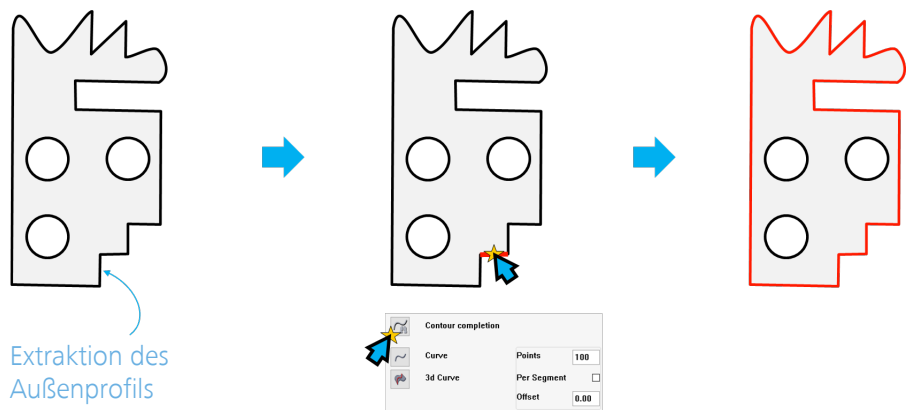 Extraktion des
Außenprofils
Contour completion
Curve
Points
100
3d Curve
Per Segment
Offset
0.00